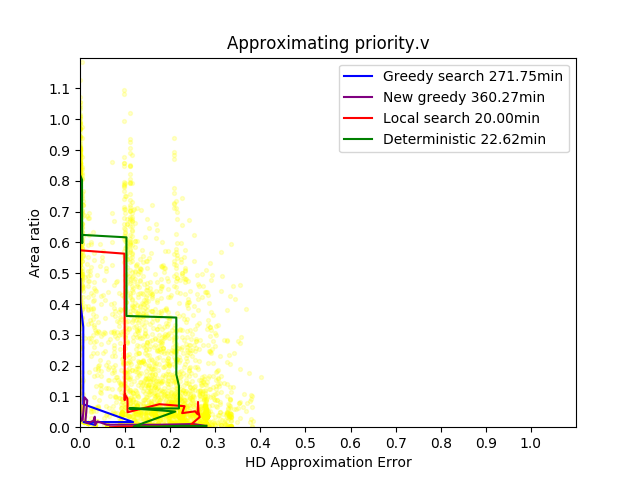 Approximating priority.v
Greedy search 271.75min
New greedy 360.27min
Local search 20.00min
Deterministic 22.62min
Area ratio
1.1
1.0
0.9
0.8
0.7
0.6
0.5
0.4
0.3
0.2
0.1
0.0
0.0 0.1 0.2 0.3 0.4 0.5 0.6 0.7 0.8 0.9 1.0
HD Approximation Error